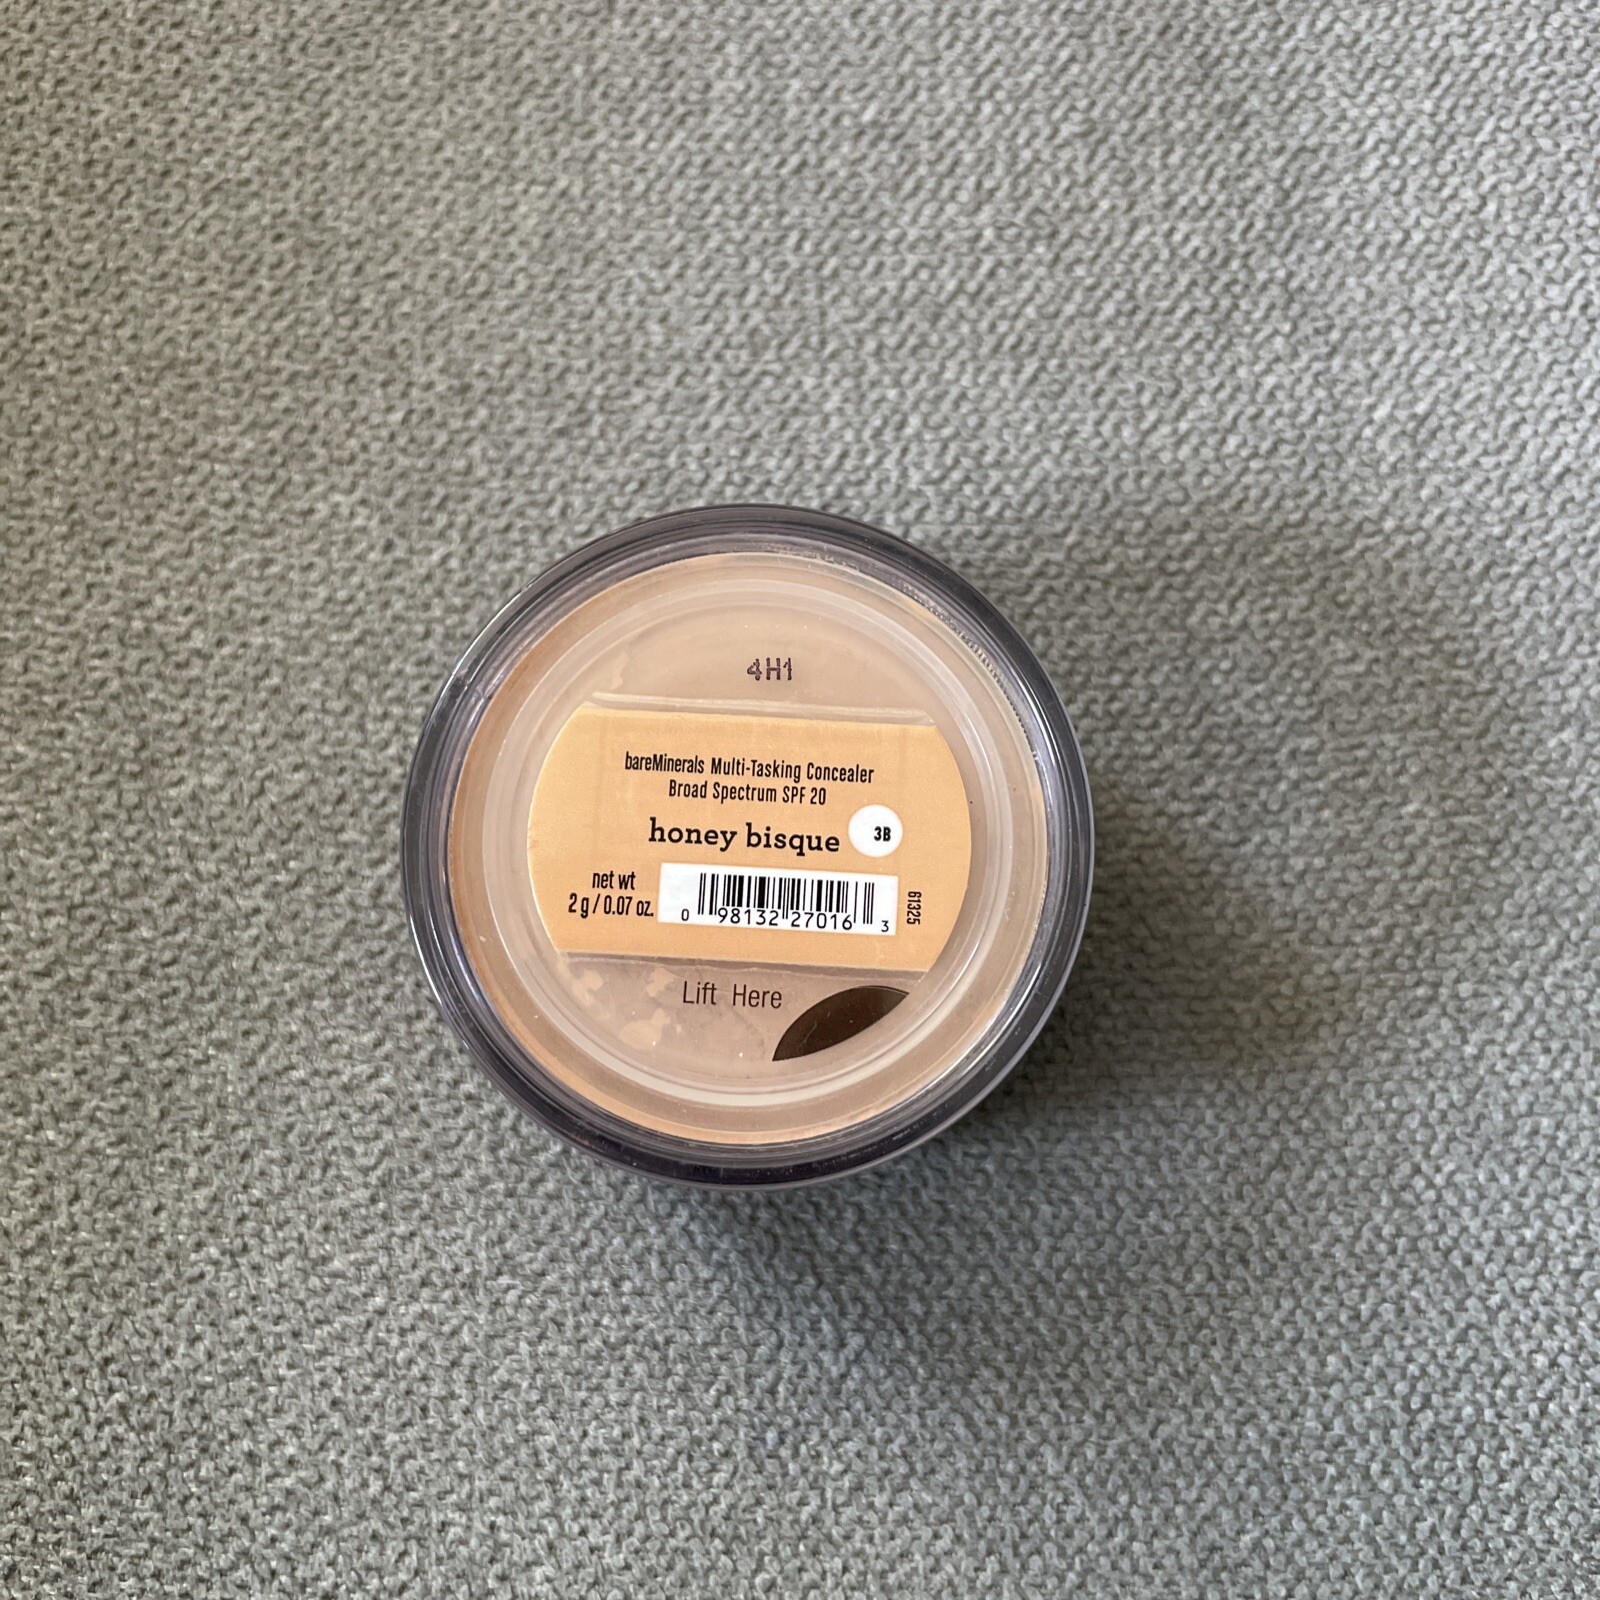 4H1
bareMinerals Multi-Tasking Concealer
Broad Spectrum SPF 20
honey bisque 3B
net wt
2 g / 0.07 oz.
0 98132 27016 3
61325
Lift Here